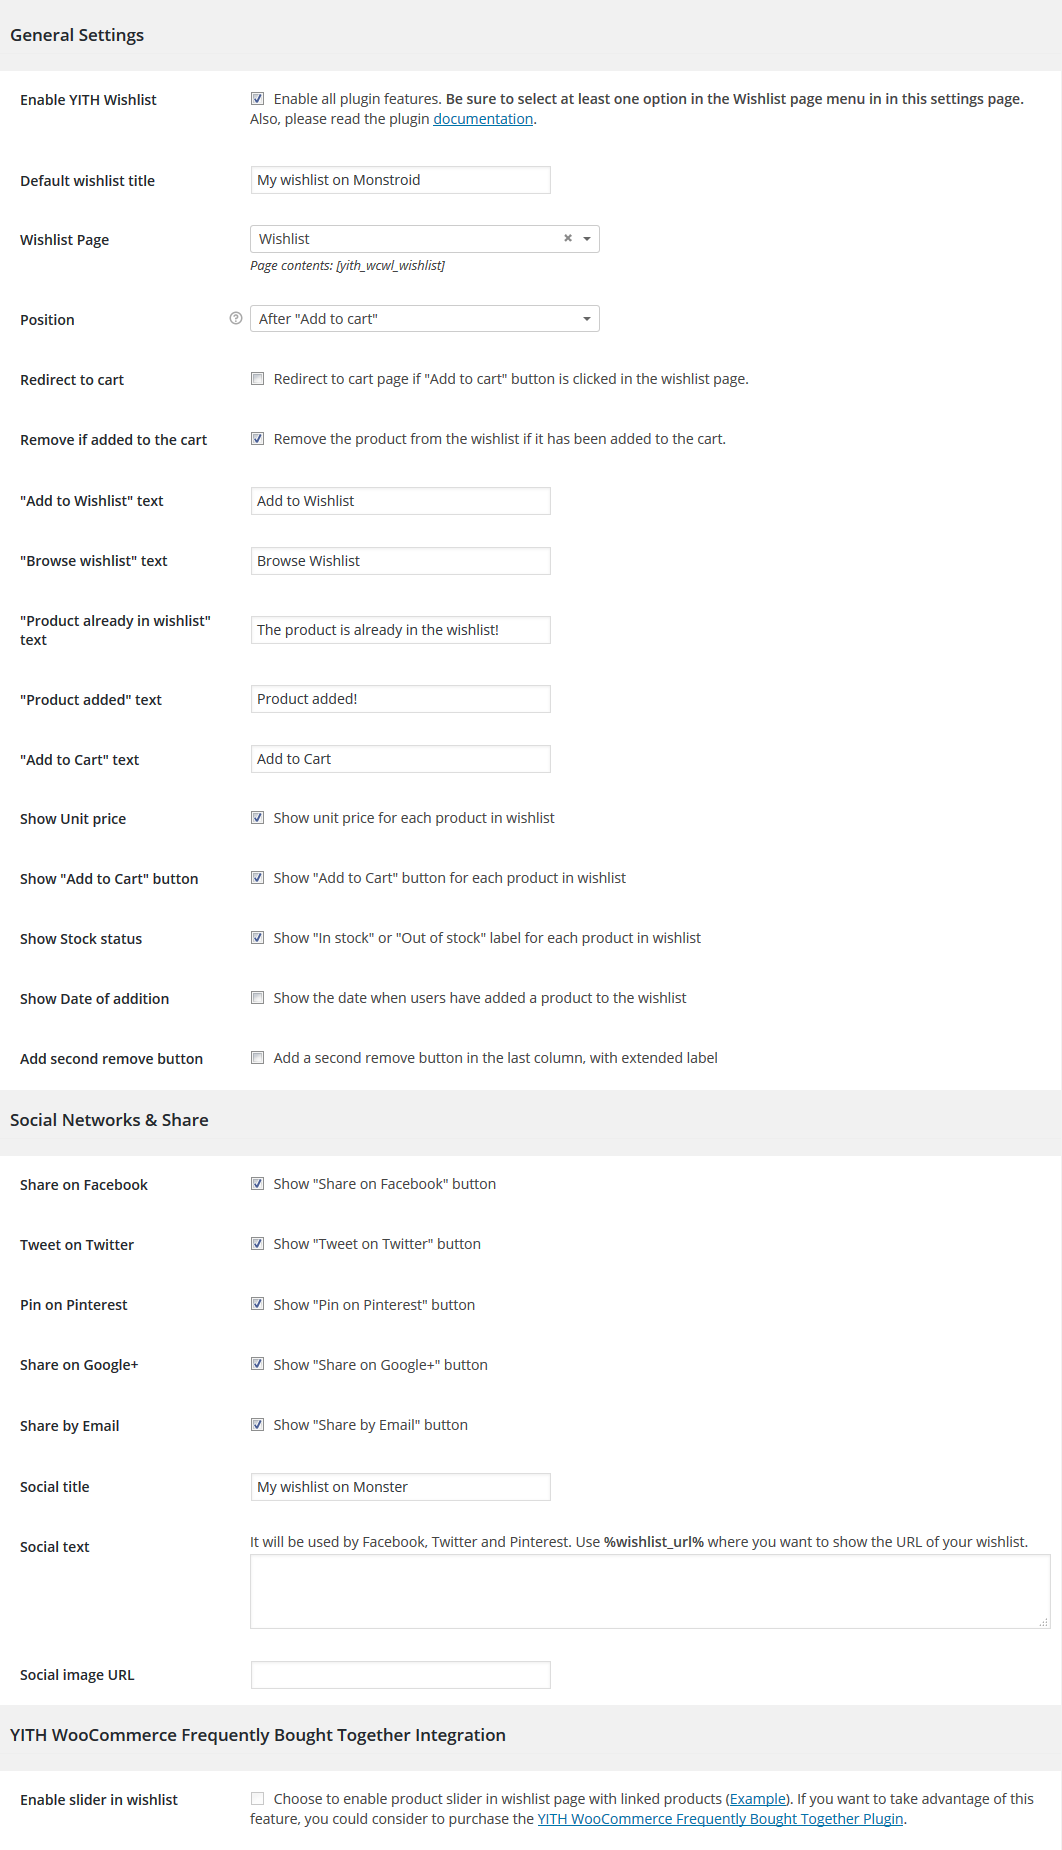 General Settings
Enable YITH Wishlist
Enable all plugin features. Be sure to select at least one option in the Wishlist page menu in in this settings page.
Also, please read the plugin documentation.
Default wishlist title
My wishlist on Monstroid
Wishlist Page
Wishlist
Page contents: [yith_wcwl_wishlist]
Position
After "Add to cart"
Redirect to cart
Redirect to cart page if "Add to cart" button is clicked in the wishlist page.
Remove if added to the cart
Remove the product from the wishlist if it has been added to the cart.
"Add to Wishlist" text
Add to Wishlist
"Browse wishlist" text
Browse Wishlist
"Product already in wishlist"
text
The product is already in the wishlist!
"Product added" text
Product added!
"Add to Cart" text
Add to Cart
Show Unit price
Show unit price for each product in wishlist
Show "Add to Cart" button
Show "Add to Cart" button for each product in wishlist
Show Stock status
Show "In stock" or "Out of stock" label for each product in wishlist
Show Date of addition
Show the date when users have added a product to the wishlist
Add second remove button
Add a second remove button in the last column, with extended label
Social Networks & Share
Share on Facebook
Show "Share on Facebook" button
Tweet on Twitter
Show "Tweet on Twitter" button
Pin on Pinterest
Show "Pin on Pinterest" button
Share on Google+
Show "Share on Google+" button
Share by Email
Show "Share by Email" button
Social title
My wishlist on Monster
Social text
It will be used by Facebook, Twitter and Pinterest. Use %wishlist_url% where you want to show the URL of your wishlist.
Social image URL
YITH WooCommerce Frequently Bought Together Integration
Enable slider in wishlist
Choose to enable product slider in wishlist page with linked products (Example). If you want to take advantage of this
feature, you could consider to purchase the YITH WooCommerce Frequently Bought Together Plugin.